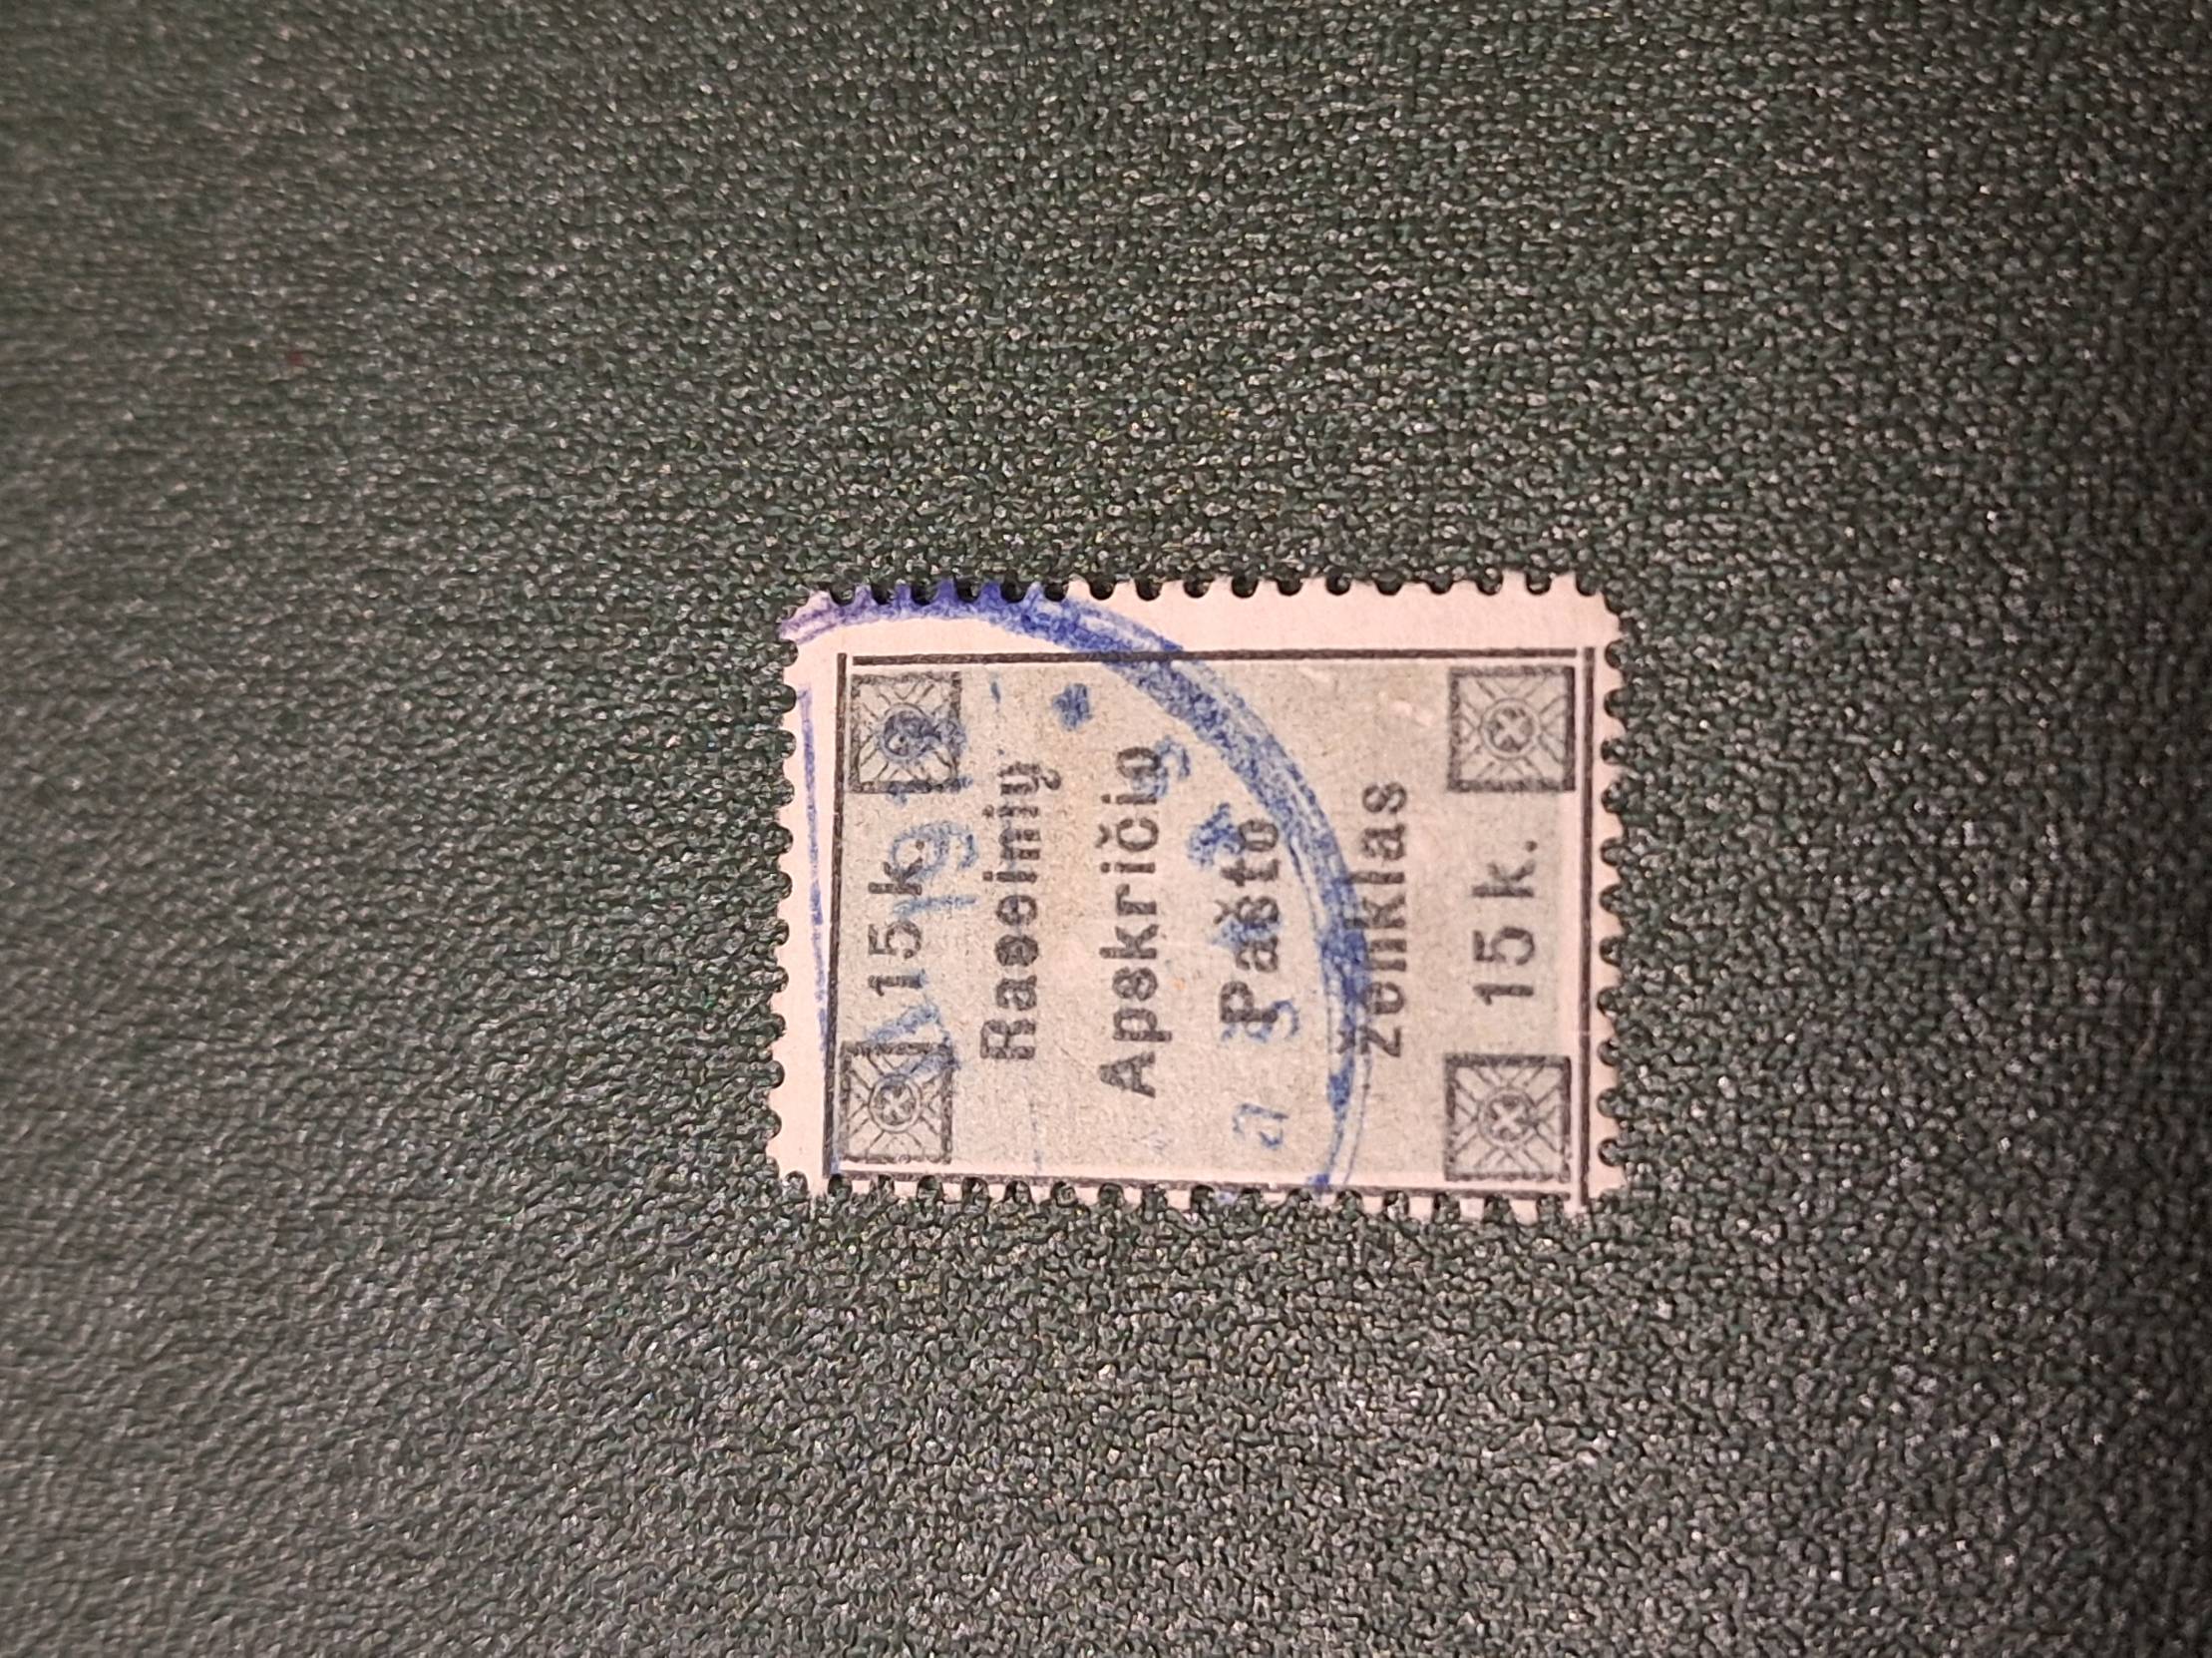 15 k.
Raseinių
Apskričio
Pašto
ženklas
15 k.